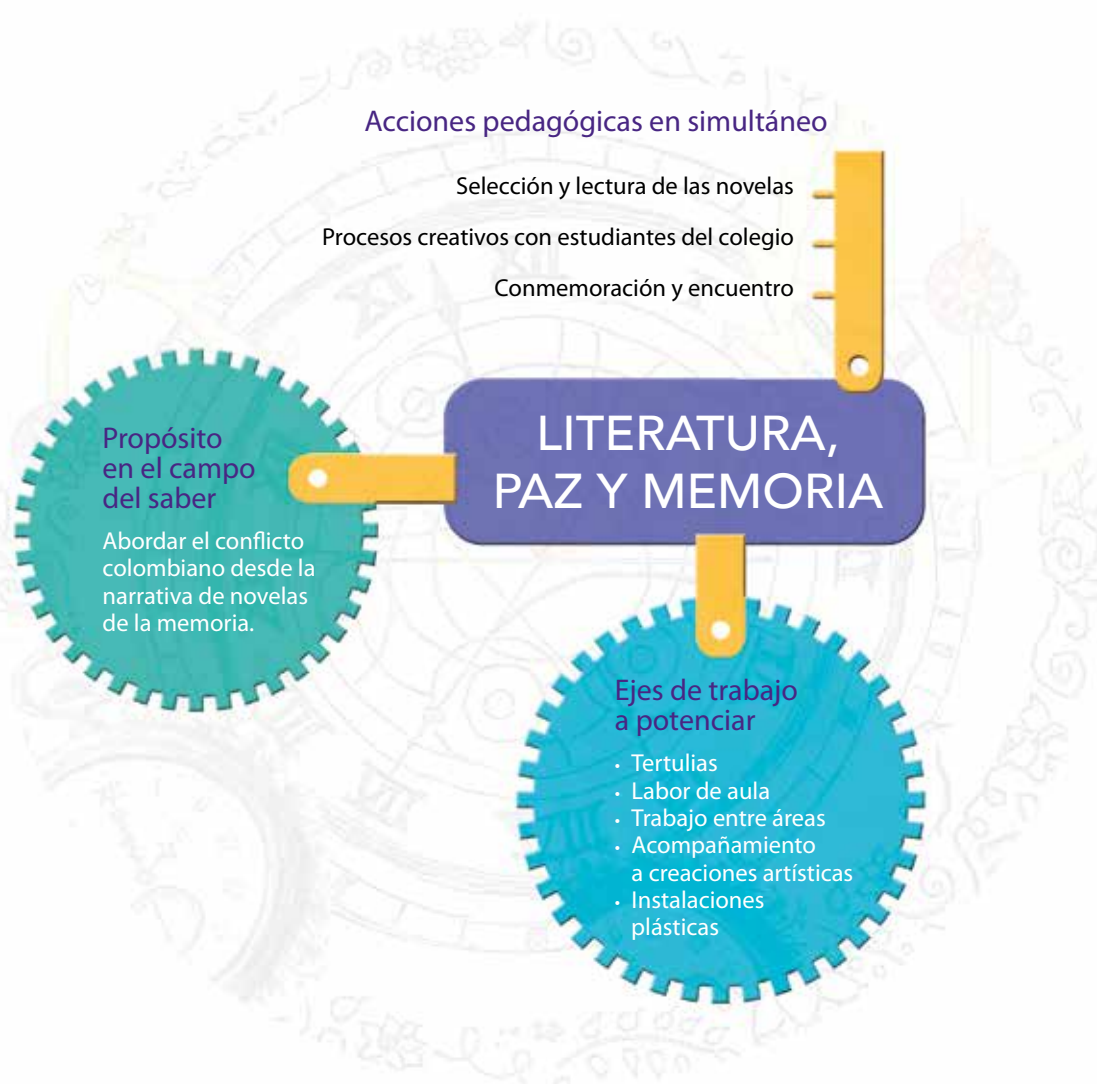 Acciones pedagógicas en simultáneo
Selección y lectura de las novelas
Procesos creativos con estudiantes del colegio
Conmemoración y encuentro
LITERATURA,
PAZ Y MEMORIA
Propósito
en el campo
del saber
Abordar el conflicto
colombiano desde la
narrativa de novelas
de la memoria.
Ejes de trabajo
a potenciar
• Tertulias
• Labor de aula
• Trabajo entre áreas
• Acompañamiento
a creaciones artísticas
• Instalaciones
plásticas